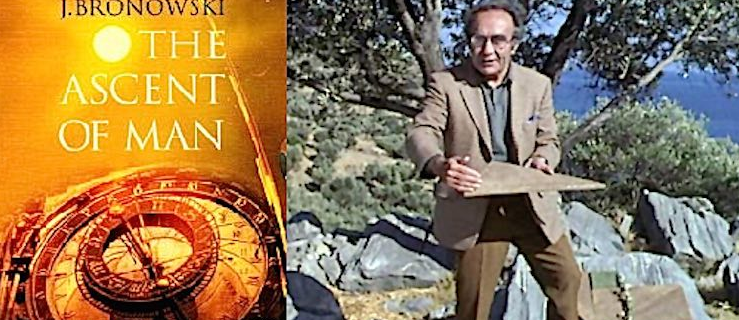 J.BRONOWSKI
THE
ASCENT
OF MAN